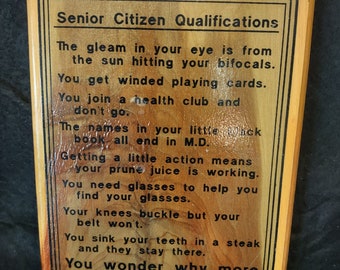 Senior Citizen Qualifications
The gleam in your eye is from
the sun hitting your bifocals.
You get winded playing cards.
You join a health club and
don't go.
The names in your little black
book all end in M.D.
Getting a little action means
your prune juice is working.
You need glasses to help you
find your glasses.
Your knees buckle but your
belt won't.
You sink your teeth in a steak
and they stay there.
You wonder why more